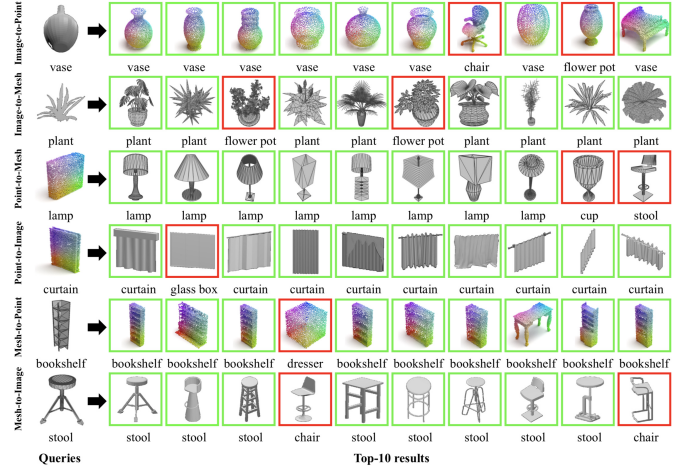 Image-to-Point
vase vase vase vase vase vase vase chair vase flower pot vase
Image-to-Mesh
plant plant plant flower pot plant plant flower pot plant plant plant plant
Point-to-Mesh
lamp lamp lamp lamp lamp lamp lamp lamp lamp cup stool
Point-to-Image
curtain curtain glass box curtain curtain curtain curtain curtain curtain curtain curtain
Mesh-to-Point
bookshelf bookshelf bookshelf bookshelf dresser bookshelf bookshelf bookshelf bookshelf bookshelf bookshelf
Mesh-to-Image
stool stool stool stool chair stool stool stool stool stool chair
Queries Top-10 results